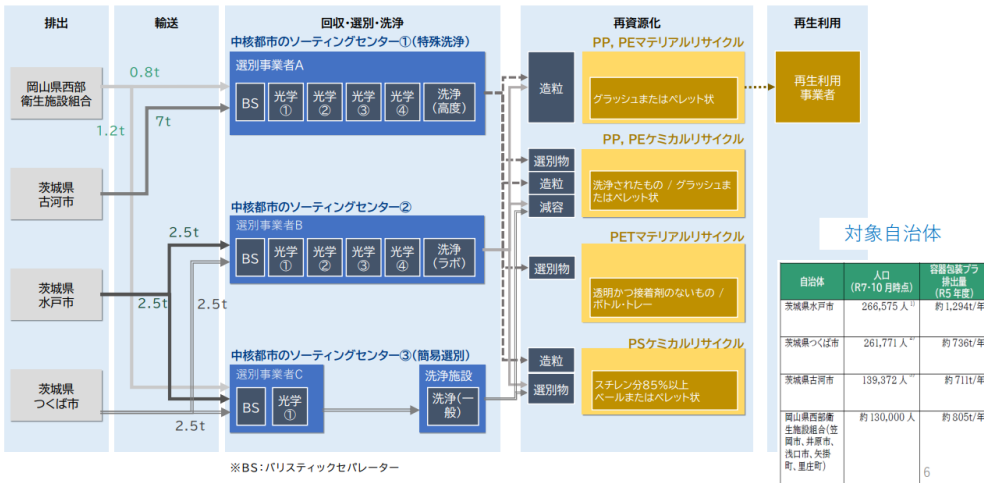 排出
輸送
回収・選別・洗浄
再資源化
再生利用
岡山県西部
衛生施設組合
茨城県
古河市
茨城県
水戸市
茨城県
つくば市
0.8t
1.2t
7t
2.5t
2.5t
2.5t
2.5t
中核都市のソーティングセンター①(特殊洗浄)
選別事業者A
BS
光学
①
光学
②
光学
③
光学
④
洗浄
(高度)
中核都市のソーティングセンター②
選別事業者B
BS
光学
①
光学
②
光学
③
光学
④
洗浄
(ラボ)
中核都市のソーティングセンター③(簡易選別)
選別事業者C
BS
光学
①
洗浄施設
洗浄(一
般)
※BS:バリスティックセパレーター
PP, PEマテリアルリサイクル
造粒
グラッシュまたはペレット状
PP, PEケミカルリサイクル
選別物
造粒
減容
洗浄されたもの / グラッシュま
たはペレット状
PETマテリアルリサイクル
選別物
透明かつ接着剤のないもの /
ボトル・トレー
PSケミカルリサイクル
造粒
選別物
スチレン分85%以上
ベールまたはペレット状
再生利用
事業者
対象自治体
自治体
人口
(R7-10月時点)
容器包装プラ
排出量
(R5年度)
茨城県水戸市
266,575人
約1,294t/年
茨城県つくば市
261,771人
約736t/年
茨城県古河市
139,372人
約711t/年
岡山県西部衛
生施設組合(笠
岡市、井原市、
浅口市、矢掛
町、里庄町)
約130,000人
約805t/年
6